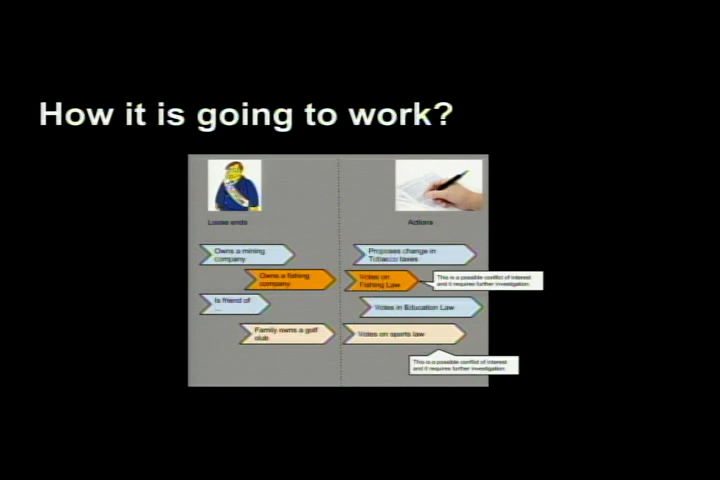 How it is going to work?
Loose ends
Actions
Owns a mining
company
Proposes change in
Tobacco taxes
Owns a fishing
company
Votes on
Fishing Law
This is a possible conflict of interest
and it requires further investigation.
Is friend of
...
Votes in Education Law
Family owns a golf
club
Votes on sports law
This is a possible conflict of interest
and it requires further investigation.